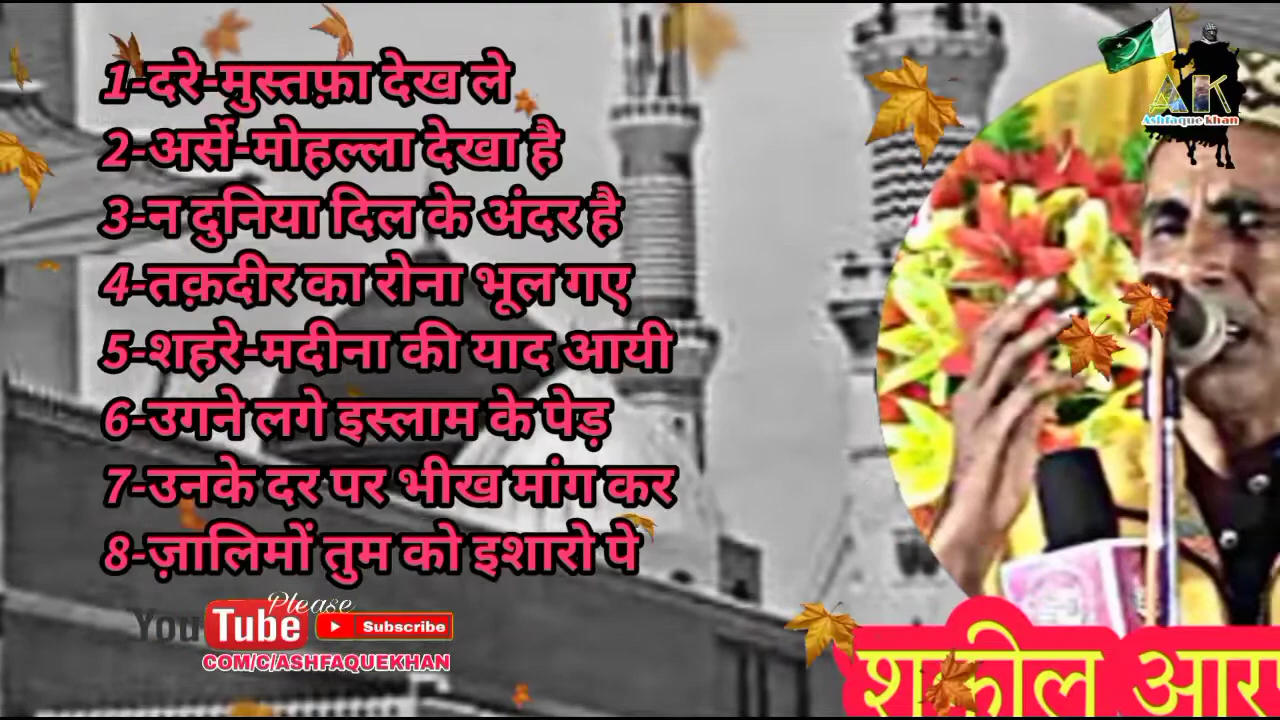 1-दरे-मुस्तफ़ा देख ले
2-अर्से-मोहल्ला देखा है
3-न दुनिया दिल के अंदर है
4-तक़दीर का रोना भूल गए
5-शहरे-मदीना की याद आयी
6-उगने लगे इस्लाम के पेड़
7-उनके दर पर भीख मांग कर
8-ज़ालिमों तुम को इशारो पे
Please
YouTube Subscribe
COM/C/ASHFAQUEKHAN
AK
Ashfaque khan
शकील